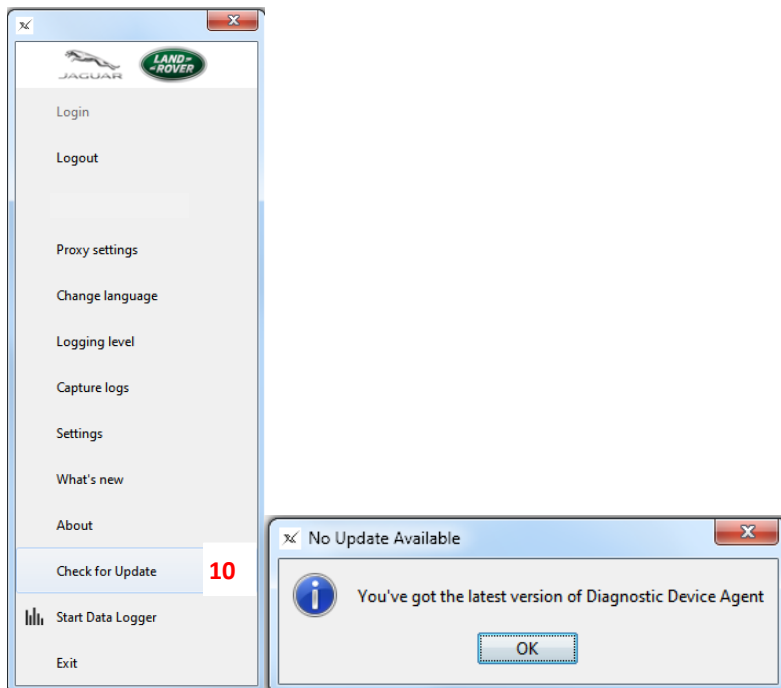 JAGUAR
LAND-
-ROVER
Login
Logout
Proxy settings
Change language
Logging level
Capture logs
Settings
What's new
About
Check for Update 10
Start Data Logger
Exit
No Update Available
You've got the latest version of Diagnostic Device Agent
OK